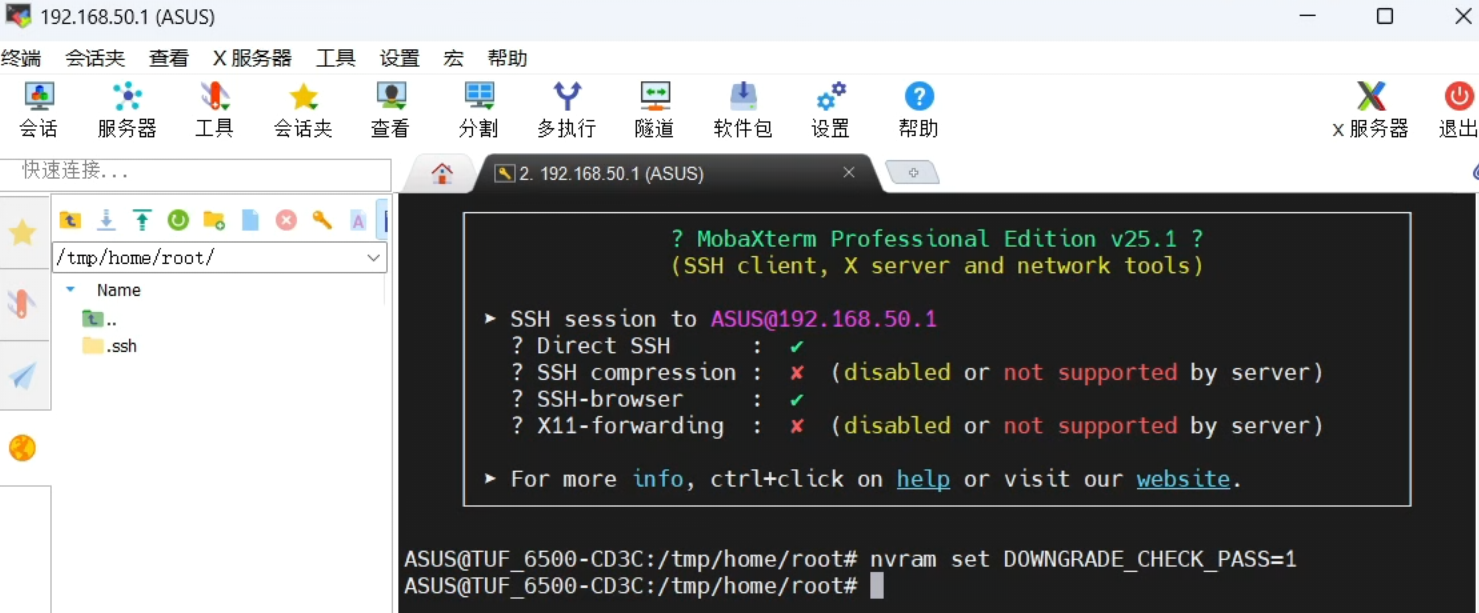 192.168.50.1 (ASUS)
终端 会话夹 查看 X 服务器 工具 设置 宏 帮助
会话 服务器 工具 会话夹 查看 分割 多执行 隧道 软件包 设置 帮助 X 服务器 退出
快速连接...
2. 192.168.50.1 (ASUS)
/tmp/home/root/
Name
..
.ssh
? MobaXterm Professional Edition v25.1 ?
(SSH client, X server and network tools)
➤ SSH session to ASUS@192.168.50.1
? Direct SSH : ✔
? SSH compression : ✘ (disabled or not supported by server)
? SSH-browser : ✔
? X11-forwarding : ✘ (disabled or not supported by server)
➤ For more info, ctrl+click on help or visit our website.
ASUS@TUF_6500-CD3C:/tmp/home/root# nvram set DOWNGRADE_CHECK_PASS=1
ASUS@TUF_6500-CD3C:/tmp/home/root#